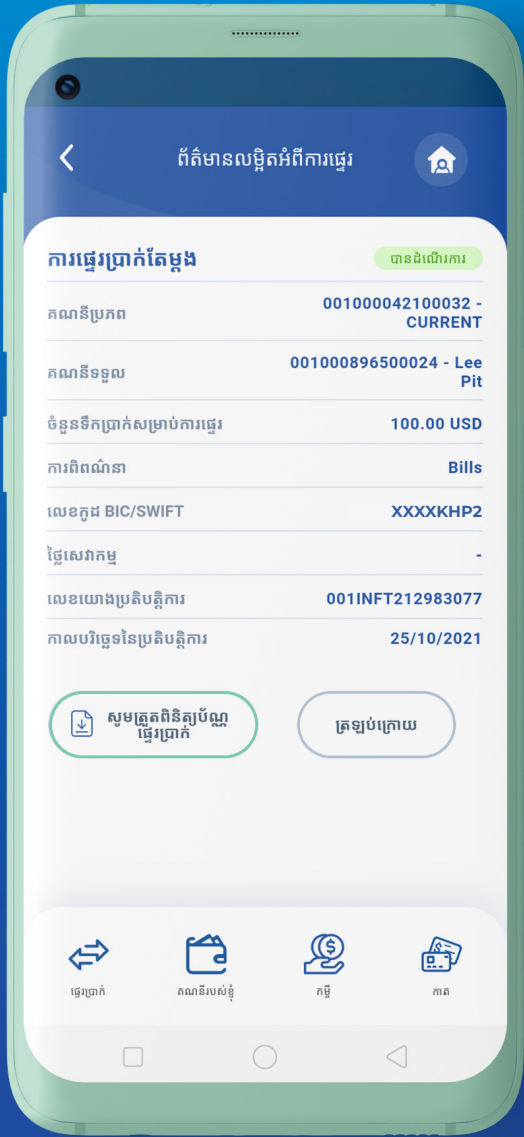 ព័ត៌មានលម្អិតអំពីការផ្ទេរ
ការផ្ទេរប្រាក់តែម្តង
បានដំណើរការ
គណនីប្រភព
001000042100032 -
CURRENT
គណនីទទួល
001000896500024 - Lee
Pit
ចំនួនទឹកប្រាក់សម្រាប់ការផ្ទេរ
100.00 USD
ការពិពណ៌នា
Bills
លេខកូដ BIC/SWIFT
XXXXKHP2
ថ្លៃសេវាកម្ម
-
លេខយោងប្រតិបត្តិការ
001INFT212983077
កាលបរិច្ឆេទនៃប្រតិបត្តិការ
25/10/2021
សូមត្រួតពិនិត្យប័ណ្ណ
ផ្ទេរប្រាក់
ត្រឡប់ក្រោយ
ផ្ទេរប្រាក់
គណនីរបស់ខ្ញុំ
កម្ចី
កាត